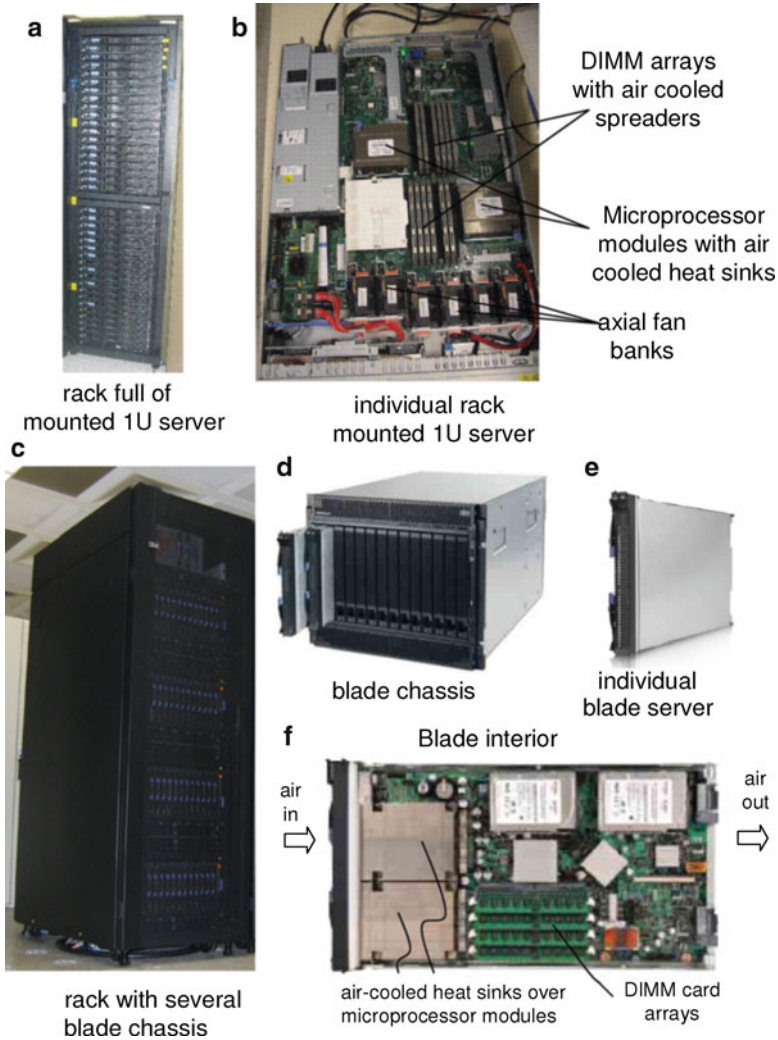 a
rack full of
mounted 1U server
b
DIMM arrays
with air cooled
spreaders
Microprocessor
modules with air
cooled heat sinks
axial fan
banks
individual rack
mounted 1U server
c
rack with several
blade chassis
d
blade chassis
e
individual
blade server
f
Blade interior
air
in
air
out
air-cooled heat sinks over
microprocessor modules
DIMM card
arrays